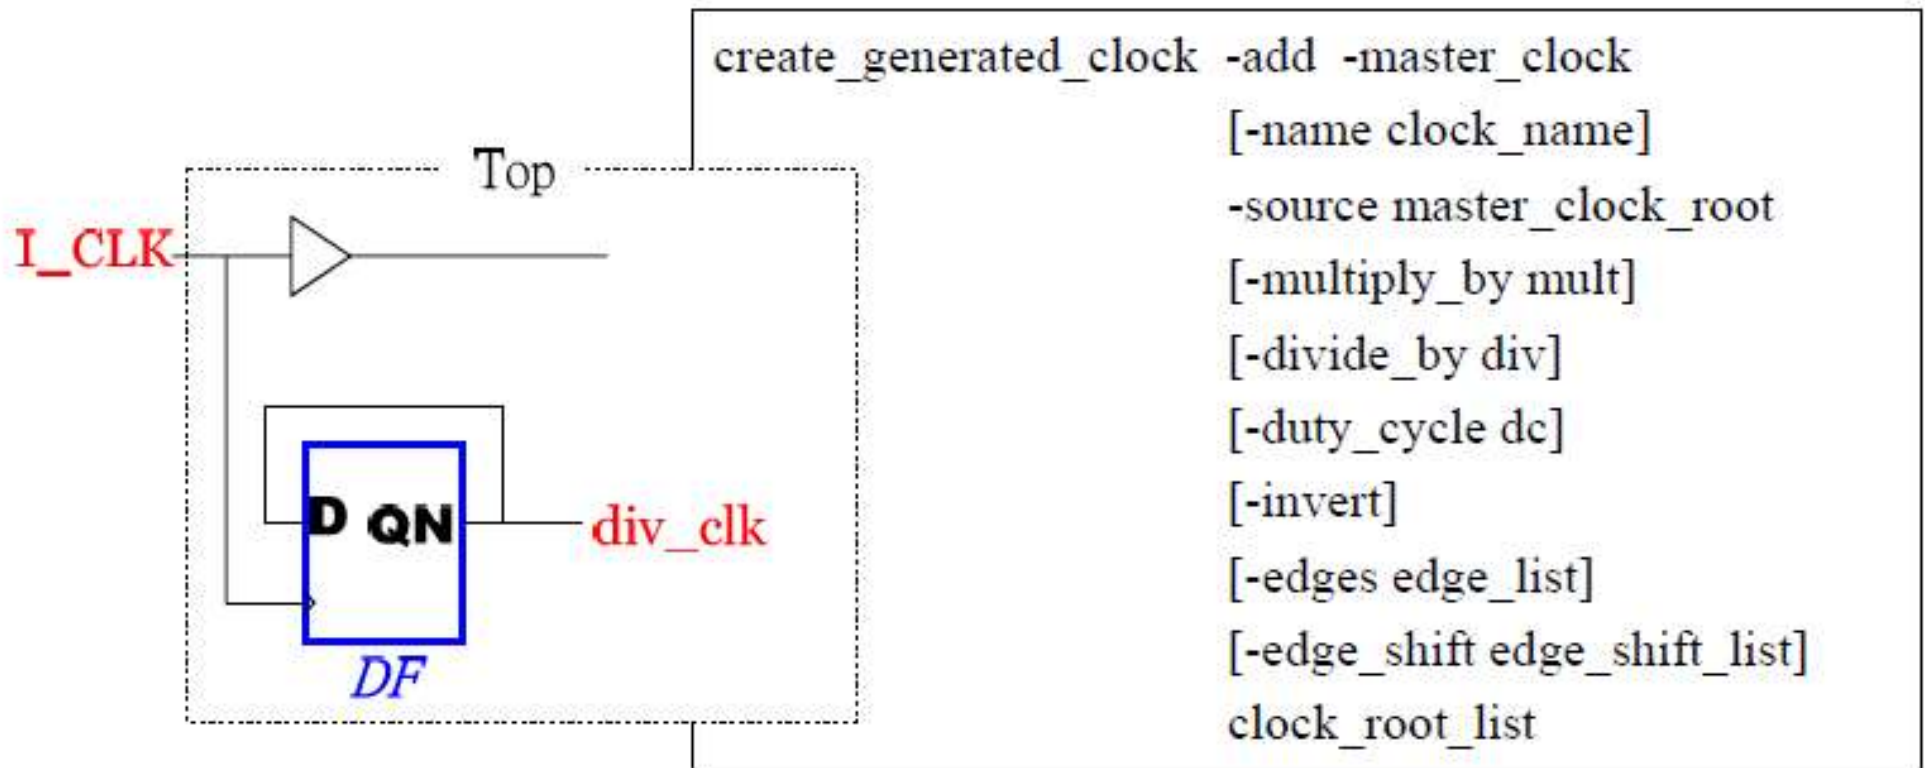 create_generated_clock -add -master_clock
[-name clock_name]
-source master_clock_root
[-multiply_by mult]
[-divide_by div]
[-duty_cycle dc]
[-invert]
[-edges edge_list]
[-edge_shift edge_shift_list]
clock_root_list
Top
I_CLK
D QN
div_clk
DF